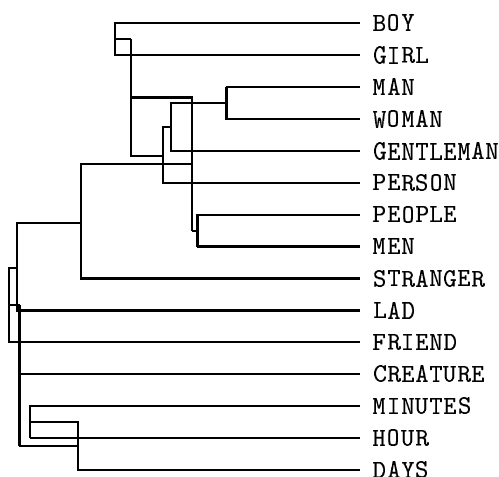 BOY
GIRL
MAN
WOMAN
GENTLEMAN
PERSON
PEOPLE
MEN
STRANGER
LAD
FRIEND
CREATURE
MINUTES
HOUR
DAYS